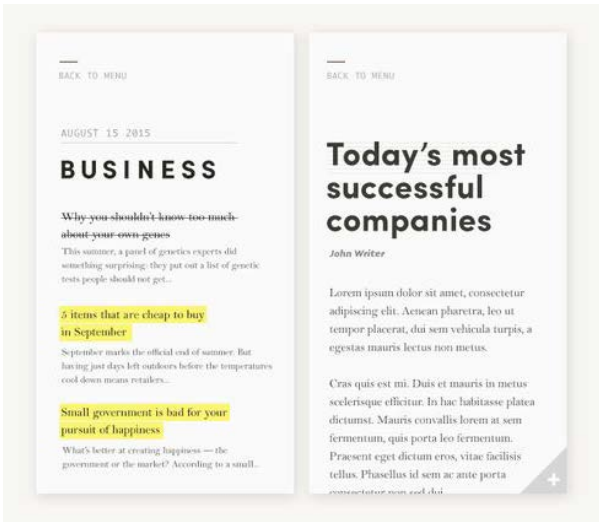 BACK TO MENU
AUGUST 15 2015
BUSINESS
Why you shouldn't know too much
about your own genes
This summer, a panel of genetics experts did
something surprising: they put out a list of genetic
tests people should not get...
5 items that are cheap to buy
in September
September marks the official end of summer. But
having just days left outdoors before the temperatures
cool down means retailers...
Small government is bad for your
pursuit of happiness
What's better at creating happiness — the
government or the market? According to a small...
BACK TO MENU
Today's most
successful
companies
John Writer
Lorem ipsum dolor sit amet, consectetur
adipiscing elit. Aenean pharetra, leo ut
tempor placerat, dui sem vehicula turpis, a
egestas mauris lectus non metus.
Cras quis est mi. Duis et mauris in metus
scelerisque efficitur. In hac habitasse platea
dictumst. Mauris convallis lorem at sem
fermentum, quis porta leo fermentum.
Praesent eget dictum eros, vitae facilisis
tellus. Phasellus id sem ac ante porta
consectetur non sed dui.